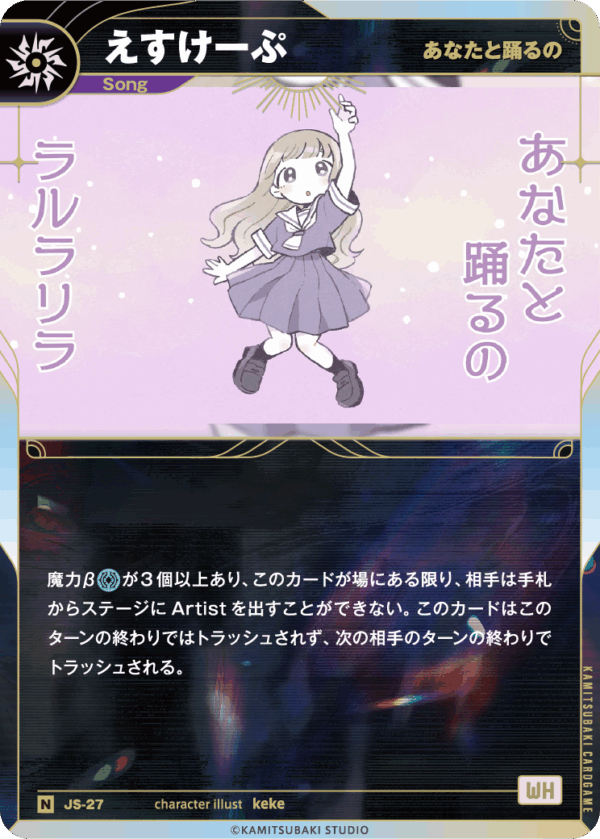 えすけーぷ
あなたと踊るの
Song
あなたと
踊るの
ラルラリラ
魔力β が3個以上あり、このカードが場にある限り、相手は手札
からステージに Artist を出すことができない。このカードはこの
ターンの終わりではトラッシュされず、次の相手のターンの終わりで
トラッシュされる。
KAMITSUBAKI CARDGAME
WH
N JS-27 character illust keke
©KAMITSUBAKI STUDIO